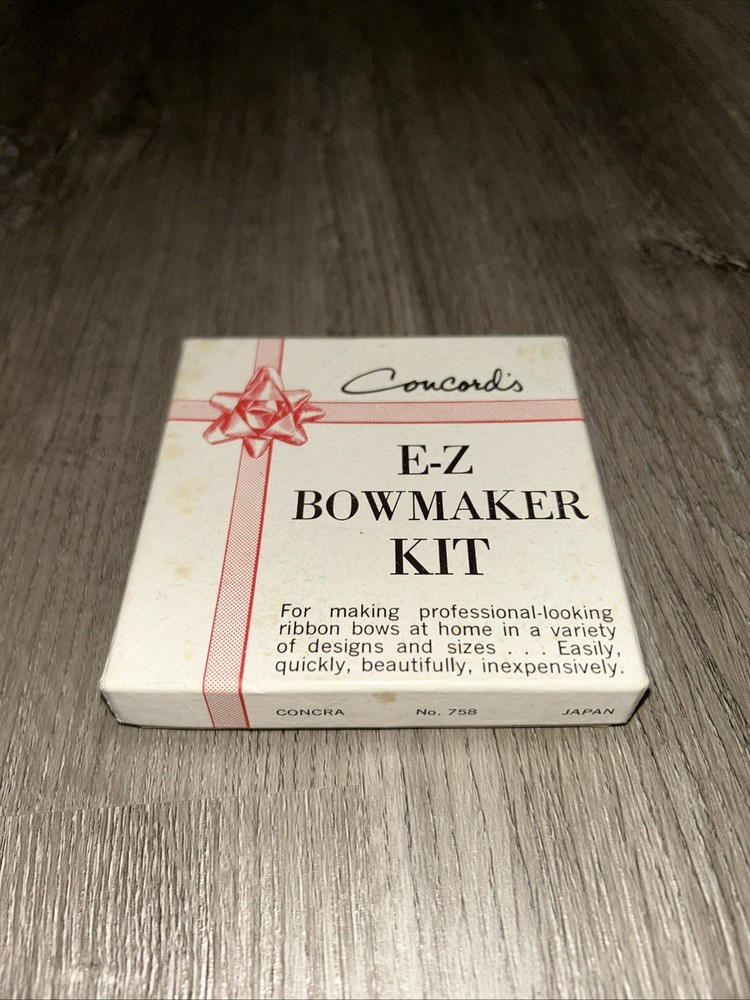 Concord's
E-Z
BOWMAKER
KIT
For making professional-looking
ribbon bows at home in a variety
of designs and sizes . . . Easily,
quickly, beautifully, inexpensively.
CONCRA No. 758 JAPAN